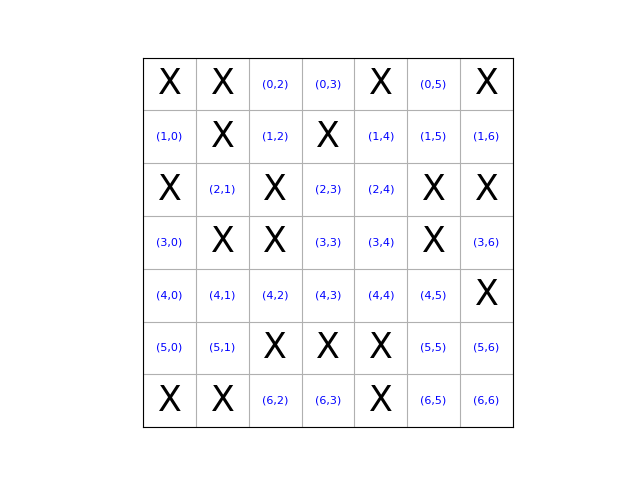 X X (0,2) (0,3) X (0,5) X
(1,0) X (1,2) X (1,4) (1,5) (1,6)
X (2,1) X (2,3) (2,4) X X
(3,0) X X (3,3) (3,4) X (3,6)
(4,0) (4,1) (4,2) (4,3) (4,4) (4,5) X
(5,0) (5,1) X X X (5,5) (5,6)
X X (6,2) (6,3) X (6,5) (6,6)